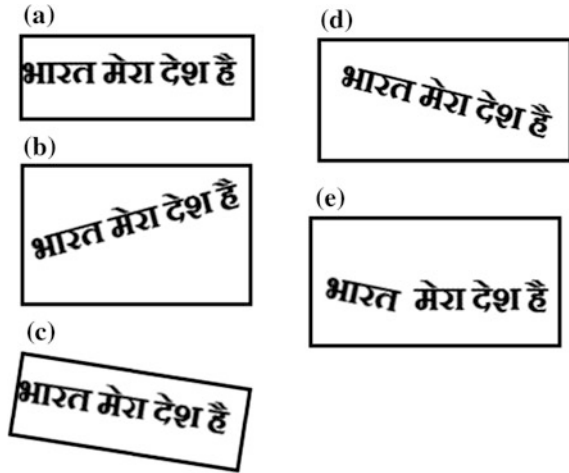 (a)
भारत मेरा देश है
(b)
भारत मेरा देश है
(c)
भारत मेरा देश है
(d)
भारत मेरा देश है
(e)
भारत मेरा देश है